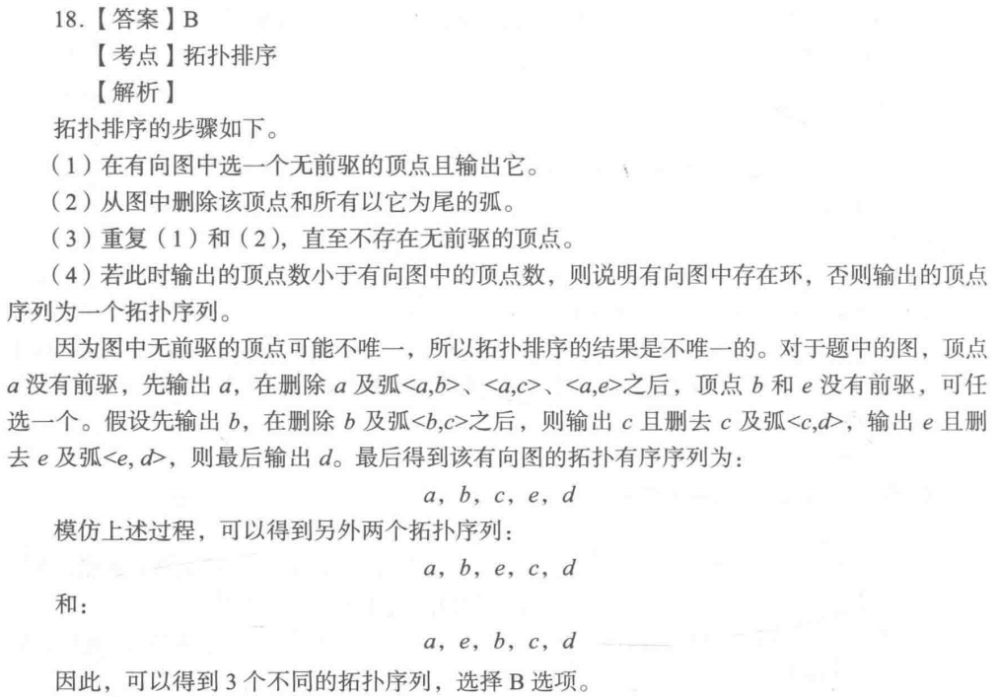 18.【答案】B
【考点】拓扑排序
【解析】
拓扑排序的步骤如下。
（1）在有向图中选一个无前驱的顶点且输出它。
（2）从图中删除该顶点和所有以它为尾的弧。
（3）重复（1）和（2），直至不存在无前驱的顶点。
（4）若此时输出的顶点数小于有向图中的顶点数，则说明有向图中存在环，否则输出的顶点
序列为一个拓扑序列。
因为图中无前驱的顶点可能不唯一，所以拓扑排序的结果是不唯一的。对于题中的图，顶点
a 没有前驱，先输出 a，在删除 a 及弧<a,b>、<a,c>、<a,e>之后，顶点 b 和 e 没有前驱，可任
选一个。假设先输出 b，在删除 b 及弧<b,c>之后，则输出 c 且删去 c 及弧<c,d>，输出 e 且删
去 e 及弧<e, d>，则最后输出 d。最后得到该有向图的拓扑有序序列为：
a，b，c，e，d
模仿上述过程，可以得到另外两个拓扑序列：
a，b，e，c，d
和：
a，e，b，c，d
因此，可以得到 3 个不同的拓扑序列，选择 B 选项。